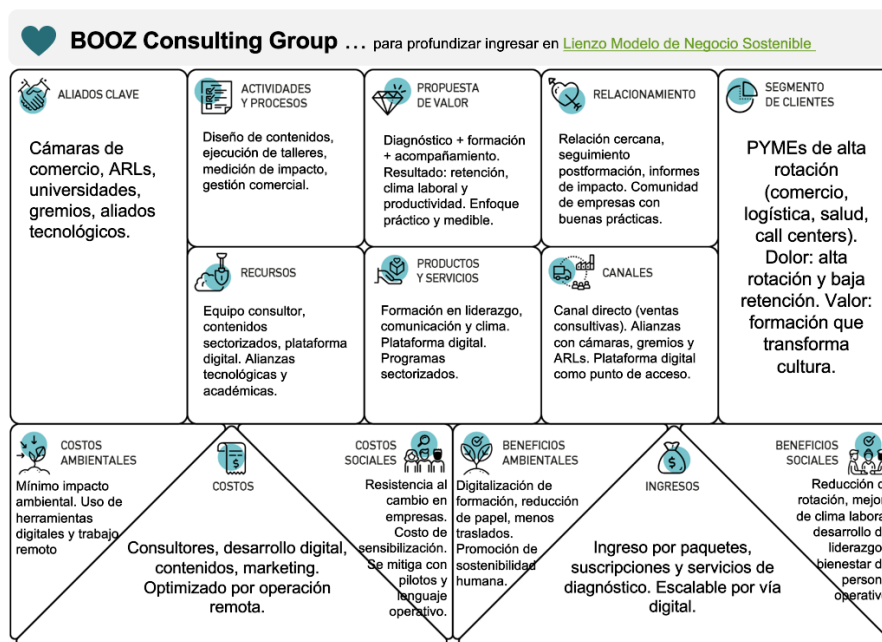 BOOZ Consulting Group ... para profundizar ingresar en Lienzo Modelo de Negocio Sostenible
ALIADOS CLAVE
Cámaras de
comercio, ARLs,
universidades,
gremios, aliados
tecnológicos.
ACTIVIDADES
Y PROCESOS
Diseño de contenidos,
ejecución de talleres,
medición de impacto,
gestión comercial.
PROPUESTA
DE VALOR
Diagnóstico + formación
+ acompañamiento.
Resultado: retención,
clima laboral y
productividad. Enfoque
práctico y medible.
RELACIONAMIENTO
Relación cercana,
seguimiento
postformación, informes
de impacto. Comunidad
de empresas con
buenas prácticas.
SEGMENTO
DE CLIENTES
PYMEs de alta
rotación
(comercio,
logística, salud,
call centers).
Dolor: alta
rotación y baja
retención. Valor:
formación que
transforma
cultura.
RECURSOS
Equipo consultor,
contenidos
sectorizados, plataforma
digital. Alianzas
tecnológicas y
académicas.
PRODUCTOS
Y SERVICIOS
Formación en liderazgo,
comunicación y clima.
Plataforma digital.
Programas
sectorizados.
CANALES
Canal directo (ventas
consultivas). Alianzas
con cámaras, gremios y
ARLs. Plataforma digital
como punto de acceso.
COSTOS
AMBIENTALES
Mínimo impacto
ambiental. Uso de
herramientas
digitales y trabajo
remoto
COSTOS
Consultores, desarrollo digital,
contenidos, marketing.
Optimizado por operación
remota.
COSTOS
SOCIALES
Resistencia al
cambio en
empresas.
Costo de
sensibilización.
Se mitiga con
pilotos y
lenguaje
operativo.
BENEFICIOS
AMBIENTALES
Digitalización de
formación, reducción
de papel, menos
traslados.
Promoción de
sostenibilidad
humana.
INGRESOS
Ingreso por paquetes,
suscripciones y servicios de
diagnóstico. Escalable por vía
digital.
BENEFICIOS
SOCIALES
Reducción
rotación,
de clima
desarrollo
liderazgo
bienestar